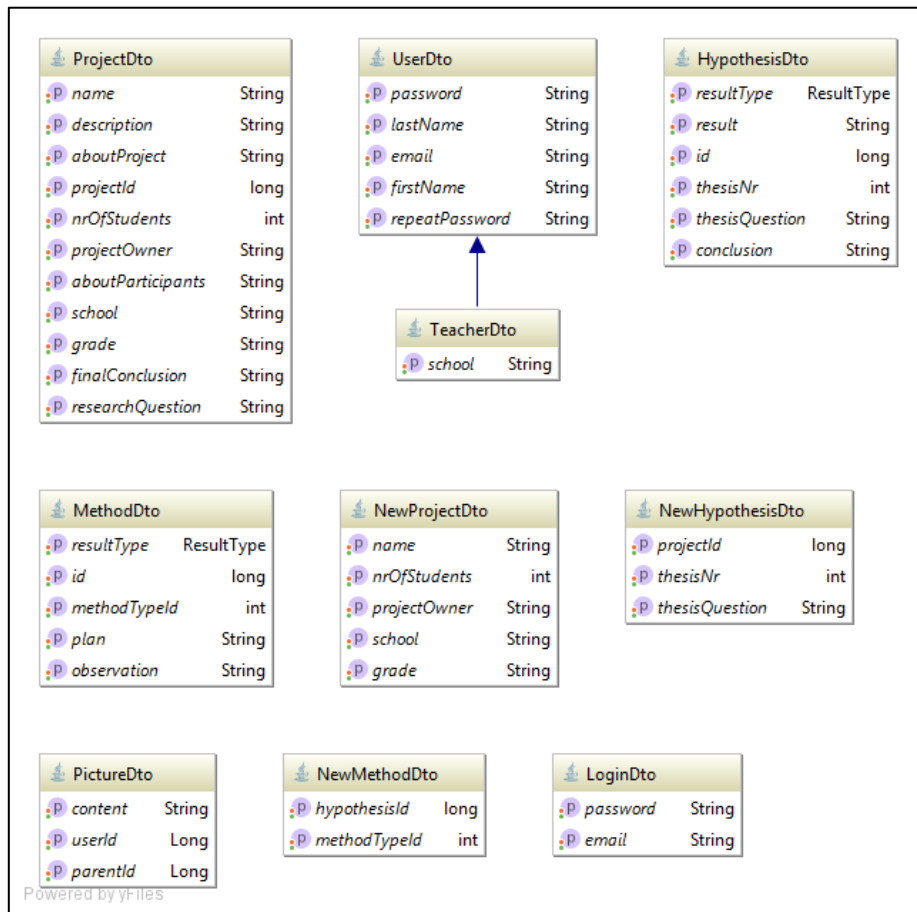 ProjectDto
name String
description String
aboutProject String
projectId long
nrOfStudents int
projectOwner String
aboutParticipants String
school String
grade String
finalConclusion String
researchQuestion String
UserDto
password String
lastName String
email String
firstName String
repeatPassword String
HypothesisDto
resultType ResultType
result String
id long
thesisNr int
thesisQuestion String
conclusion String
TeacherDto
school String
MethodDto
resultType ResultType
id long
methodTypeId int
plan String
observation String
NewProjectDto
name String
nrOfStudents int
projectOwner String
school String
grade String
NewHypothesisDto
projectId long
thesisNr int
thesisQuestion String
PictureDto
content String
userId Long
parentId Long
NewMethodDto
hypothesisId long
methodTypeId int
LoginDto
password String
email String
Powered by yFiles